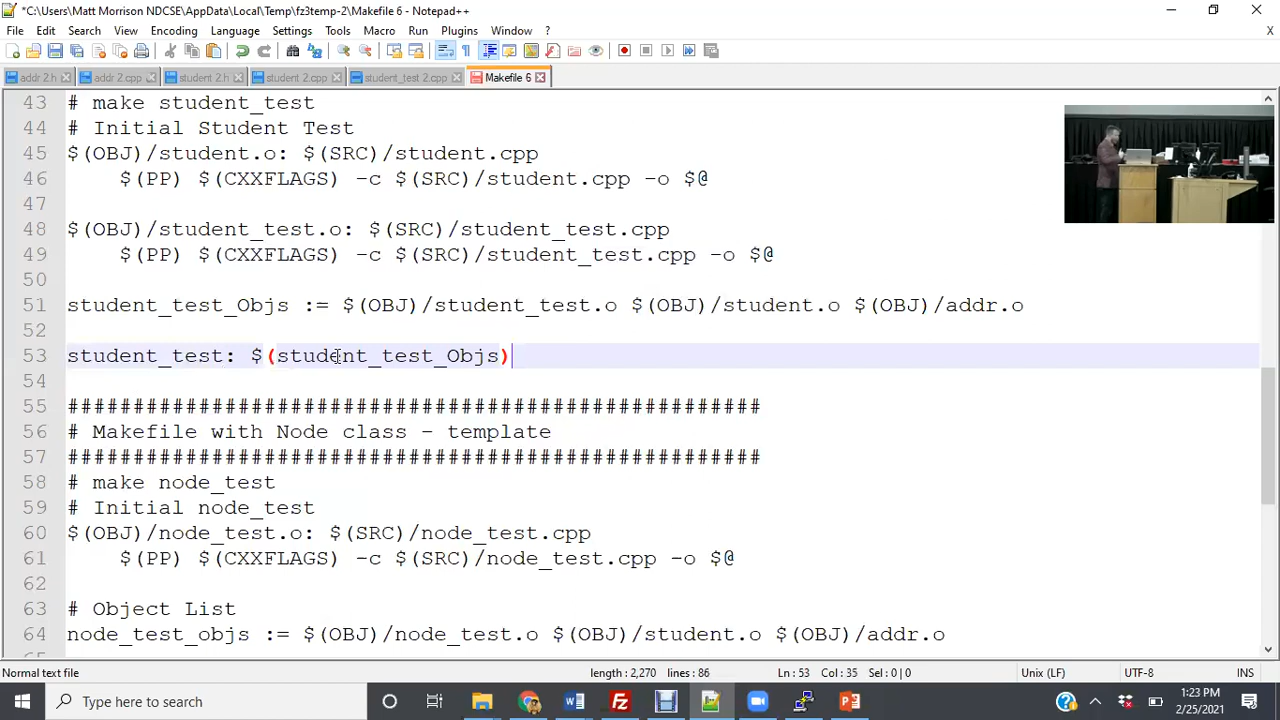 *C:\Users\Matt Morrison NDCSE\AppData\Local\Temp\fz3temp-2\Makefile 6 - Notepad++
File Edit Search View Encoding Language Settings Tools Macro Run Plugins Window ? X
addr 2.h addr 2.cpp student 2.h student 2.cpp student_test 2.cpp Makefile 6
43 # make student_test
44 # Initial Student Test
45 $(OBJ)/student.o: $(SRC)/student.cpp
46 $(PP) $(CXXFLAGS) -c $(SRC)/student.cpp -o $@
47
48 $(OBJ)/student_test.o: $(SRC)/student_test.cpp
49 $(PP) $(CXXFLAGS) -c $(SRC)/student_test.cpp -o $@
50
51 student_test_Objs := $(OBJ)/student_test.o $(OBJ)/student.o $(OBJ)/addr.o
52
53 student_test: $(student_test_Objs)
54
55 #####################################################
56 # Makefile with Node class - template
57 #####################################################
58 # make node_test
59 # Initial node_test
60 $(OBJ)/node_test.o: $(SRC)/node_test.cpp
61 $(PP) $(CXXFLAGS) -c $(SRC)/node_test.cpp -o $@
62
63 # Object List
64 node_test_objs := $(OBJ)/node_test.o $(OBJ)/student.o $(OBJ)/addr.o
Normal text file length : 2,270 lines : 86 Ln : 53 Col : 35 Sel : 0 | 0 Unix (LF) UTF-8 INS
Type here to search 1:23 PM
2/25/2021